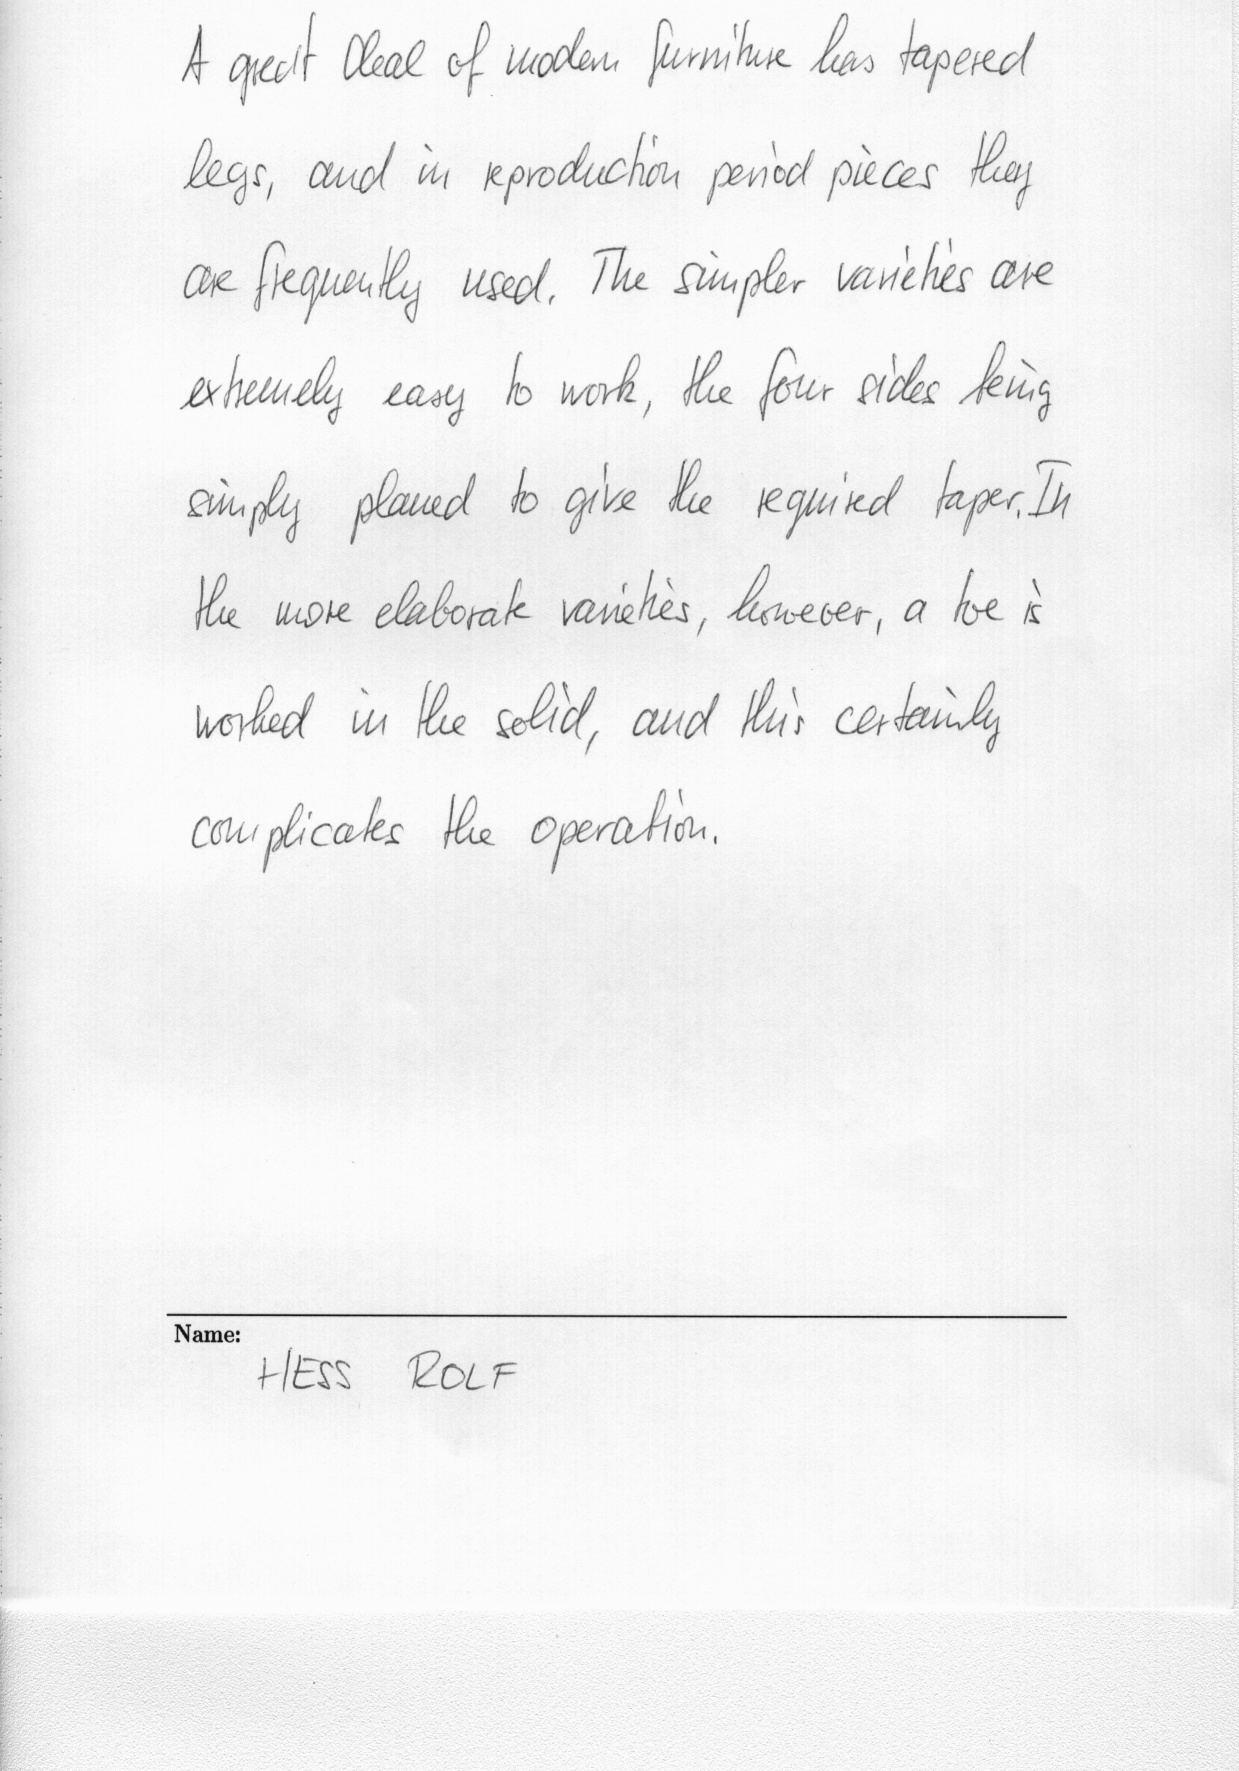 A great deal of modern furniture has tapered
legs, and in reproduction period pieces they
are frequently used. The simpler varieties are
extremely easy to work, the four sides being
simply planed to give the required taper. In
the more elaborate varieties, however, a toe is
worked in the solid, and this certainly
complicates the operation.
Name:
HESS ROLF